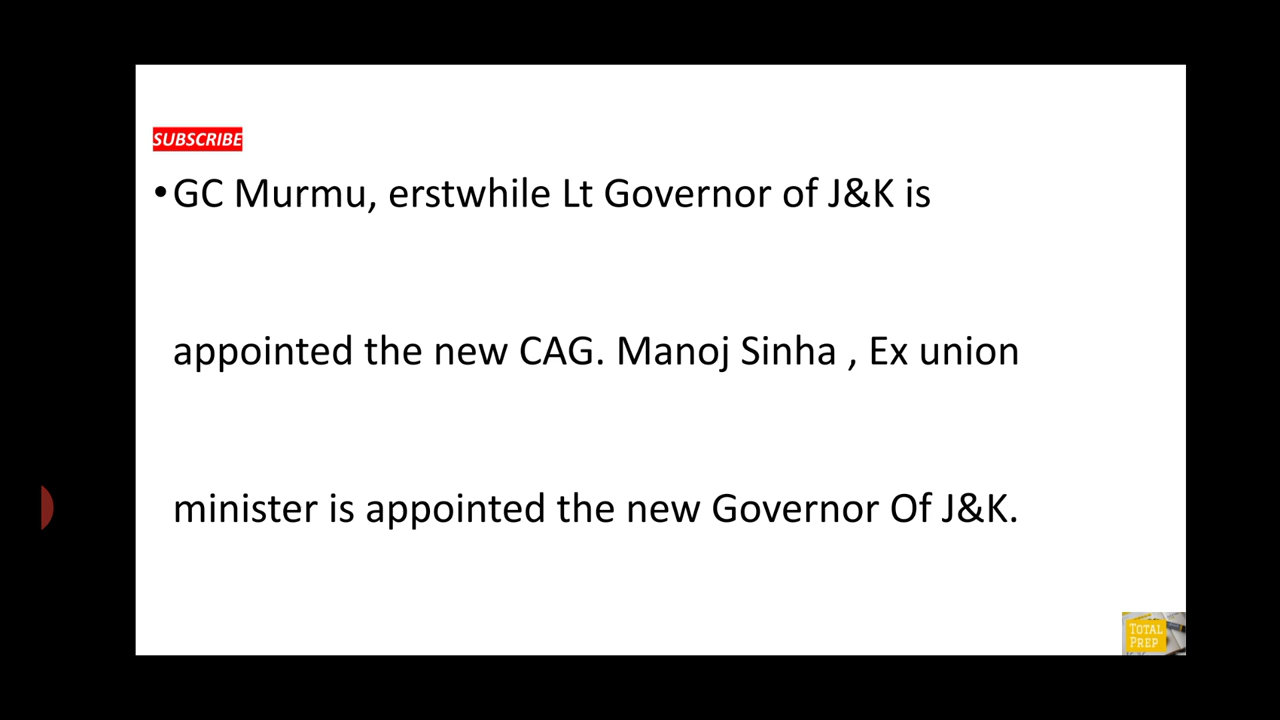 SUBSCRIBE
•GC Murmu, erstwhile Lt Governor of J&K is
appointed the new CAG. Manoj Sinha , Ex union
minister is appointed the new Governor Of J&K.
TOTAL
PREP